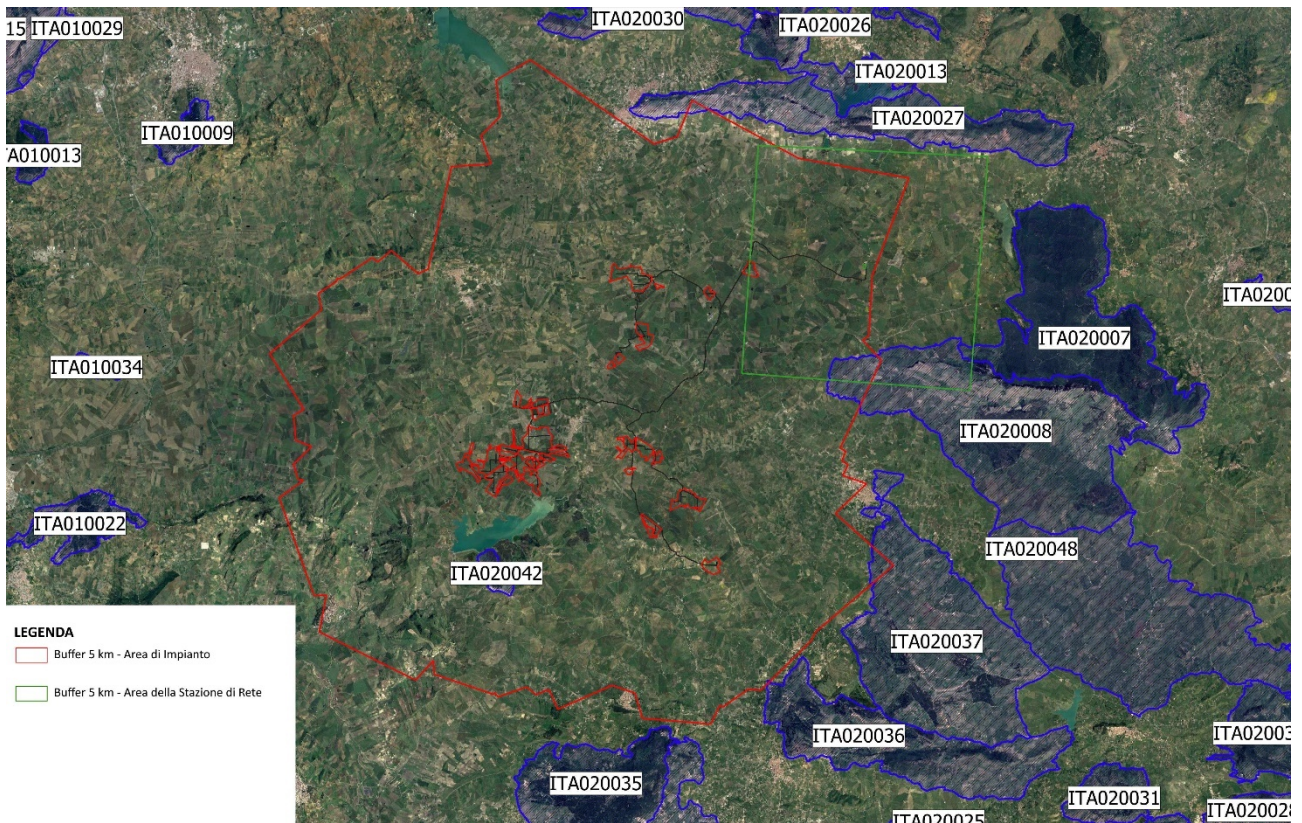 15 ITA010029
ITA020030
ITA020026
ITA020013
ITA020027
ITA010009
TA010013
ITA0200
ITA020007
ITA010034
ITA020008
ITA010022
ITA020048
ITA020042
LEGENDA
Buffer 5 km - Area di Impianto
Buffer 5 km - Area della Stazione di Rete
ITA020037
ITA020036
ITA02003
ITA020035
ITA020031
ITA020028
ITA020025